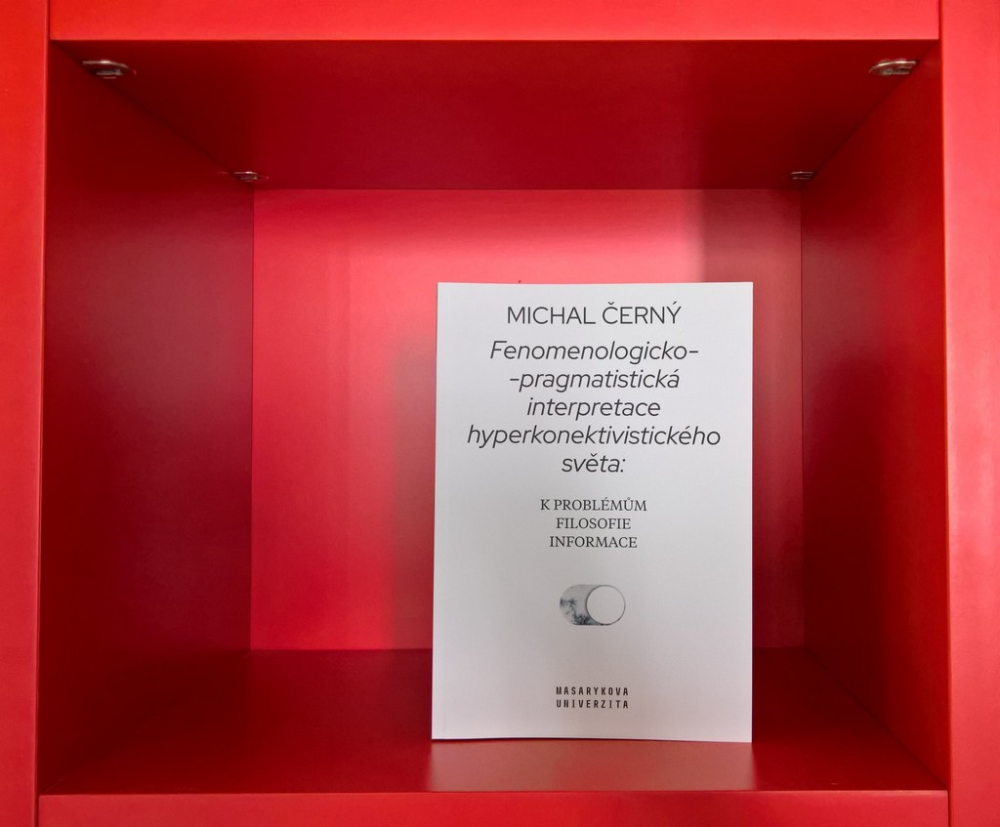 MICHAL ČERNÝ
Fenomenologicko-
-pragmatistická
interpretace
hyperkonektivistického
světa:
K PROBLÉMŮM
FILOSOFIE
INFORMACE
MASARYKOVA
UNIVERZITA